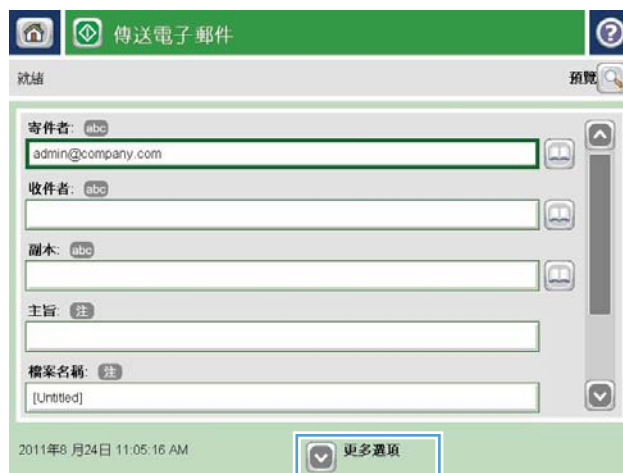 傳送電子郵件
就緒
預覽
寄件者: abc
admin@company.com
收件者: abc
副本: abc
主旨: 注
檔案名稱: 注
[Untitled]
2011年8 月24日 11:05:16 AM
更多選項